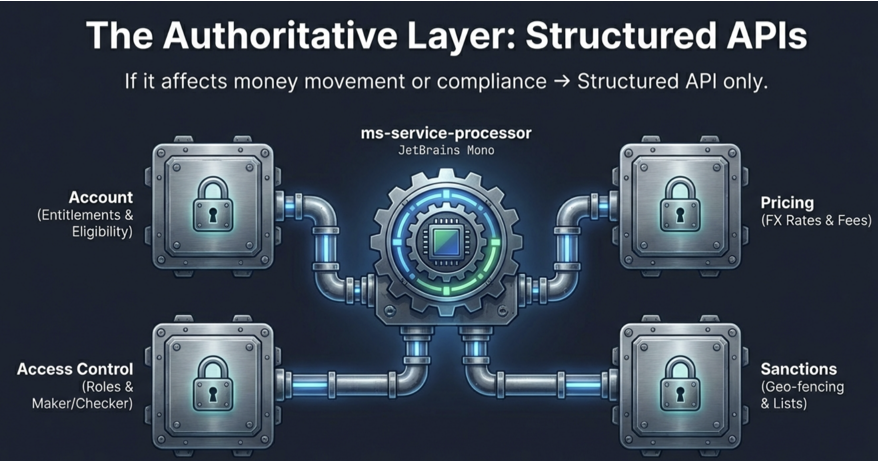 The Authoritative Layer: Structured APIs
If it affects money movement or compliance → Structured API only.
ms-service-processor
JetBrains Mono
Account
(Entitlements &
Eligibility)
Pricing
(FX Rates & Fees)
Access Control
(Roles &
Maker/Checker)
Sanctions
(Geo-fencing
& Lists)